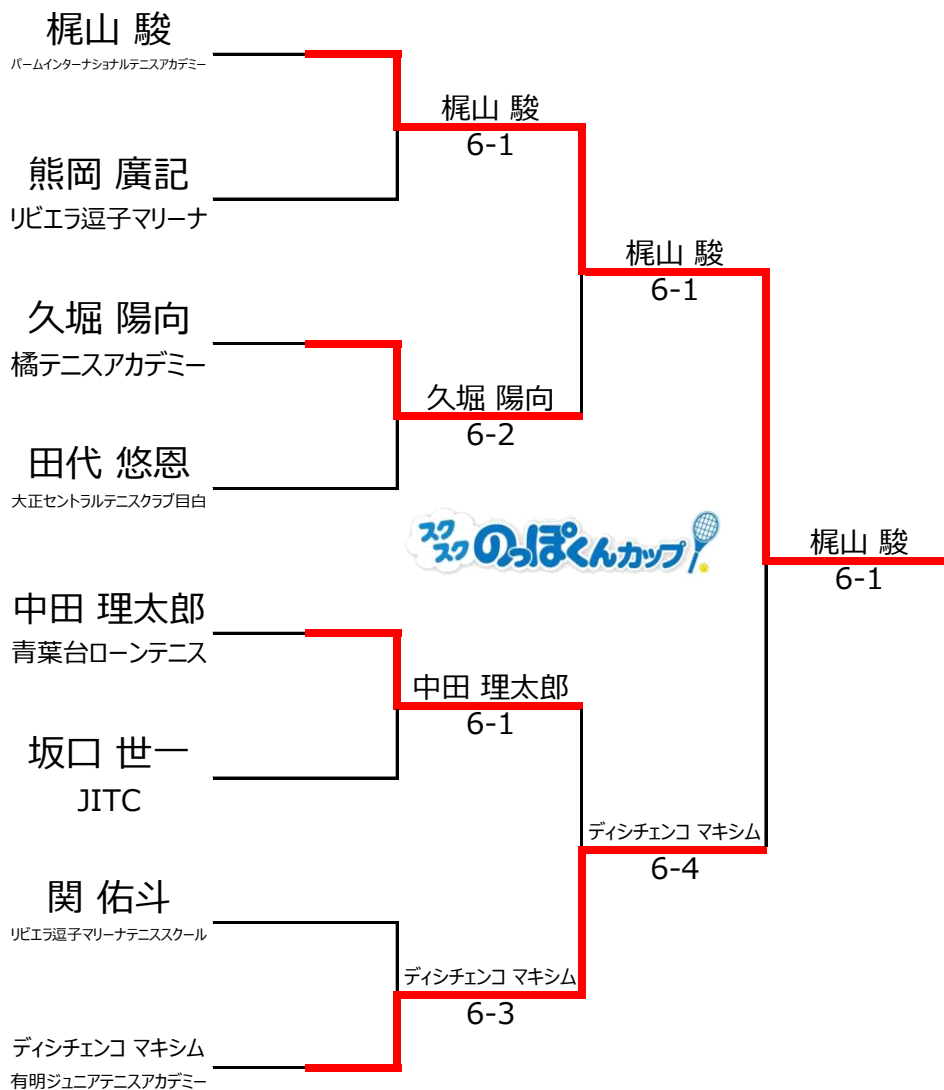 梶山 駿
パームインターナショナルテニスアカデミー
梶山 駿
6-1
熊岡 廣記
リビエラ逗子マリーナ
梶山 駿
6-1
久堀 陽向
橘テニスアカデミー
久堀 陽向
6-2
田代 悠恩
大正セントラルテニスクラブ目白
スク
スク
のっぽくんカップ
梶山 駿
6-1
中田 理太郎
青葉台ローンテニス
中田 理太郎
6-1
坂口 世一
JITC
ディシチェンコ マキシム
6-4
関 佑斗
リビエラ逗子マリーナテニススクール
ディシチェンコ マキシム
6-3
ディシチェンコ マキシム
有明ジュニアテニスアカデミー